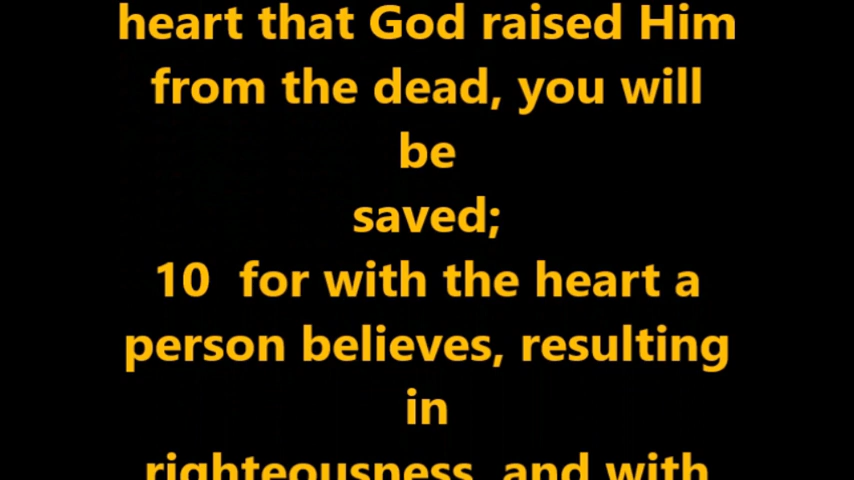 heart that God raised Him
from the dead, you will
be
saved;
10 for with the heart a
person believes, resulting
in
righteousness, and with